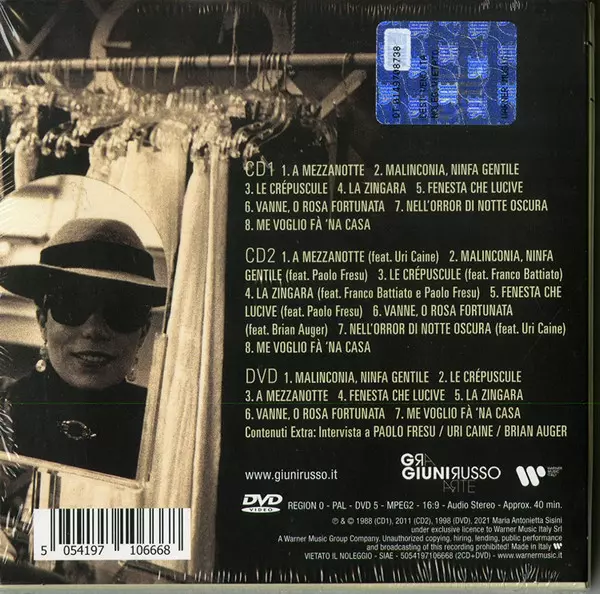 CD1 1. A MEZZANOTTE 2. MALINCONIA, NINFA GENTILE
3. LE CRÉPUSCULE 4. LA ZINGARA 5. FENESTA CHE LUCIVE
6. VANNE, O ROSA FORTUNATA 7. NELL'ORROR DI NOTTE OSCURA
8. ME VOGLIO FÀ 'NA CASA
CD2 1. A MEZZANOTTE (feat. Uri Caine) 2. MALINCONIA, NINFA
GENTILE (feat. Paolo Fresu) 3. LE CRÉPUSCULE (feat. Franco Battiato)
4. LA ZINGARA (feat. Franco Battiato e Paolo Fresu) 5. FENESTA CHE
LUCIVE (feat. Paolo Fresu) 6. VANNE, O ROSA FORTUNATA
(feat. Brian Auger) 7. NELL'ORROR DI NOTTE OSCURA (feat. Uri Caine)
8. ME VOGLIO FÀ 'NA CASA
DVD 1. MALINCONIA, NINFA GENTILE 2. LE CRÉPUSCULE
3. A MEZZANOTTE 4. FENESTA CHE LUCIVE 5. LA ZINGARA
6. VANNE, O ROSA FORTUNATA 7. ME VOGLIO FÀ 'NA CASA
Contenuti Extra: Intervista a PAOLO FRESU / URI CAINE / BRIAN AUGER
www.giunirusso.it
GRA
GIUNIRUSSO
ARTE
WARNER
MUSIC
ITALY
DVD
VIDEO
REGION 0 - PAL - DVD 5 - MPEG2 - 16:9 - Audio Stereo - Approx. 40 min.
℗ & © 1988 (CD1), 2011 (CD2), 1998 (DVD), 2021 Maria Antonietta Sisini
under exclusive licence to Warner Music Italy Srl
A Warner Music Group Company. Unauthorized copying, hiring, lending, public performance
and broadcasting of this recording prohibited! Made in Italy
VIETATO IL NOLEGGIO - SIAE - 5054197106668 (2CD+DVD) www.warnermusic.it
5 054197 106668